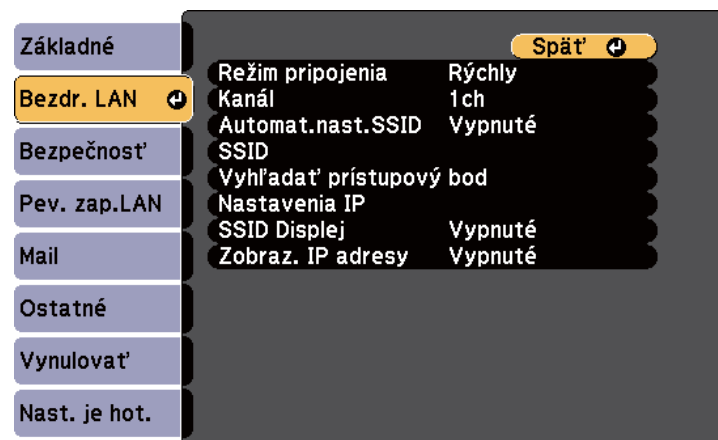 Základné
Bezdr. LAN
Bezpečnosť
Pev. zap.LAN
Mail
Ostatné
Vynulovať
Nast. je hot.
Späť
Režim pripojenia Rýchly
Kanál 1ch
Automat.nast.SSID Vypnuté
SSID
Vyhľadať prístupový bod
Nastavenia IP
SSID Displej Vypnuté
Zobraz. IP adresy Vypnuté